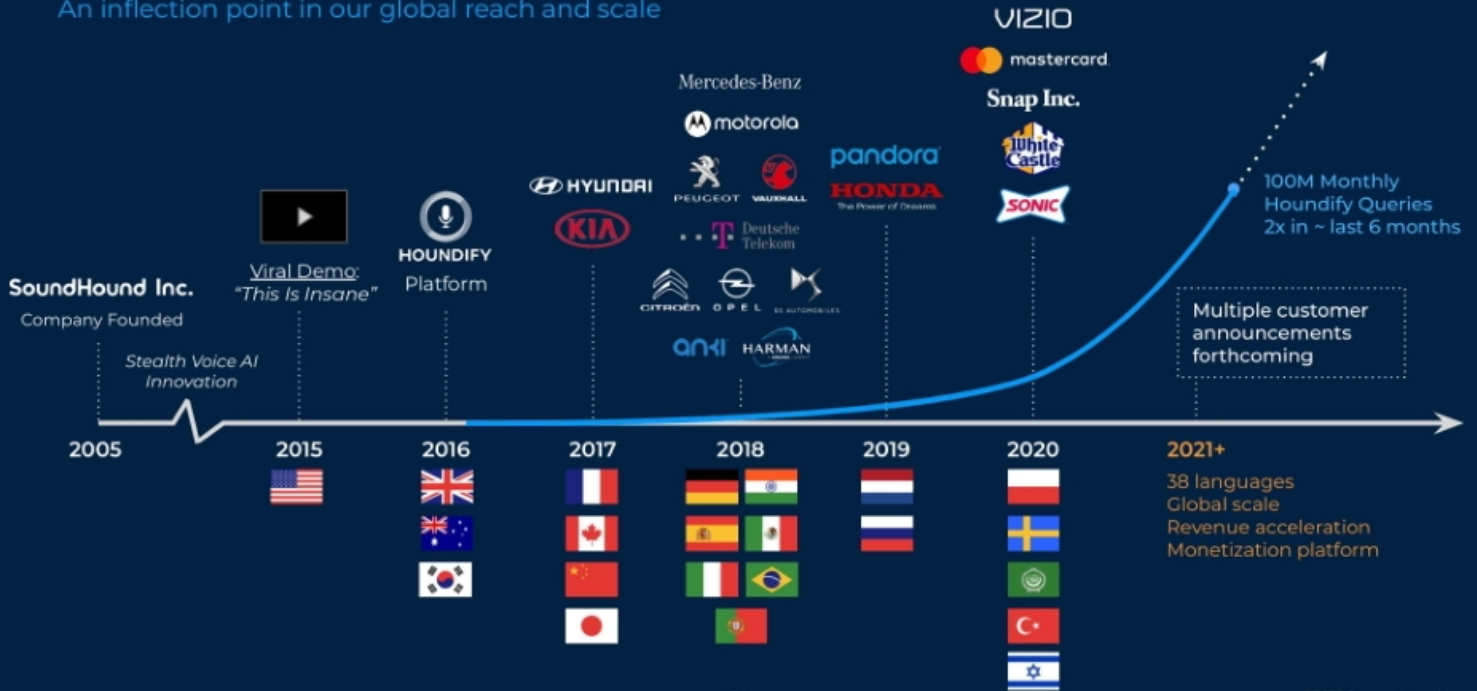 An inflection point in our global reach and scale
VIZIO
mastercard
Snap Inc.
White
Castle
SONIC
Mercedes-Benz
motorola
PEUGEOT
VAUXHALL
Deutsche
Telekom
CITROËN
OPEL
DS AUTOMOBILES
anki
HARMAN
pandora
HONDA
The Power of Dreams
HYUNDAI
KIA
HOUNDIFY
Platform
Viral Demo:
"This Is Insane"
SoundHound Inc.
Company Founded
Stealth Voice AI
Innovation
100M Monthly
Houndify Queries
2x in ~ last 6 months
Multiple customer
announcements
forthcoming
2005
2015
2016
2017
2018
2019
2020
2021+
38 languages
Global scale
Revenue acceleration
Monetization platform